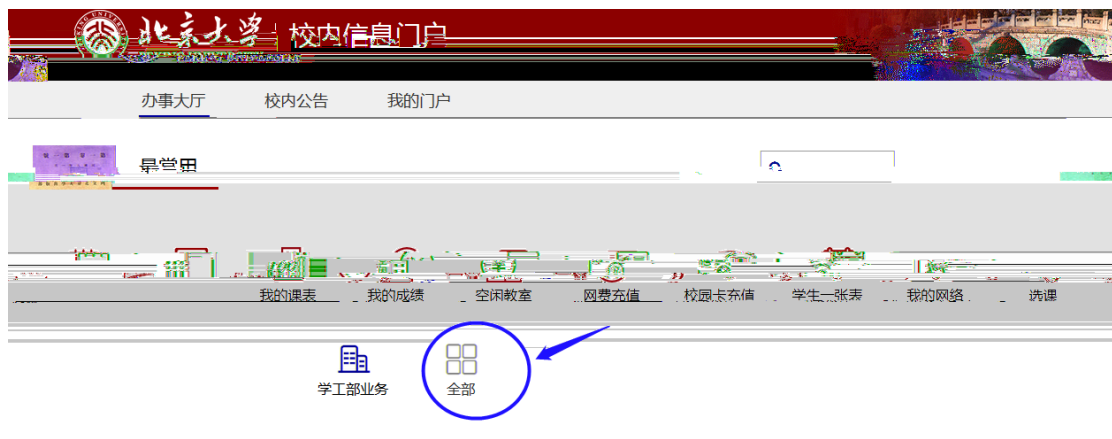 北京大学 校内信息门户
办事大厅 校内公告 我的门户
最常用
我的课表 我的成绩 空闲教室 网费充值 校园卡充值 学生一张表 我的网络 选课
学工部业务 全部